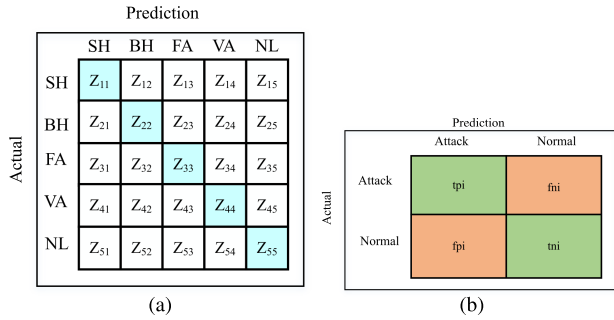 Prediction
SH BH FA VA NL
SH Z11 Z12 Z13 Z14 Z15
BH Z21 Z22 Z23 Z24 Z25
FA Z31 Z32 Z33 Z34 Z35
VA Z41 Z42 Z43 Z44 Z45
NL Z51 Z52 Z53 Z54 Z55
Actual
(a)
Prediction
Attack Normal
Attack tpi fni
Normal fpi tni
Actual
(b)